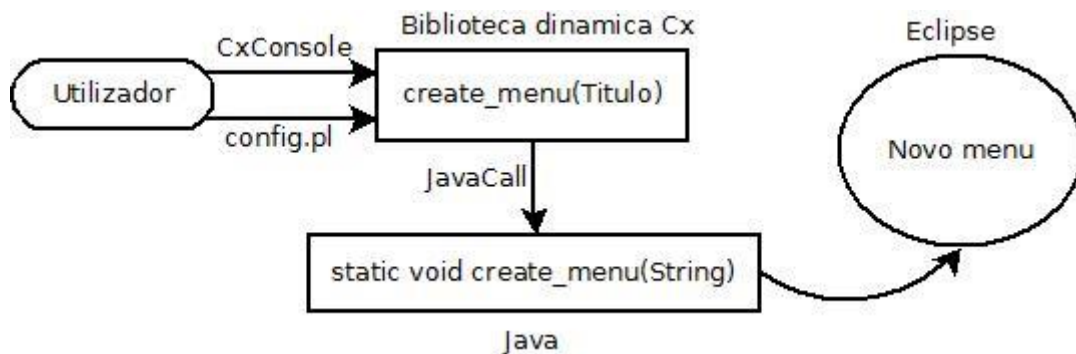 Biblioteca dinamica Cx
Eclipse
CxConsole
Utilizador
create_menu(Titulo)
config.pl
Novo menu
JavaCall
static void create_menu(String)
Java